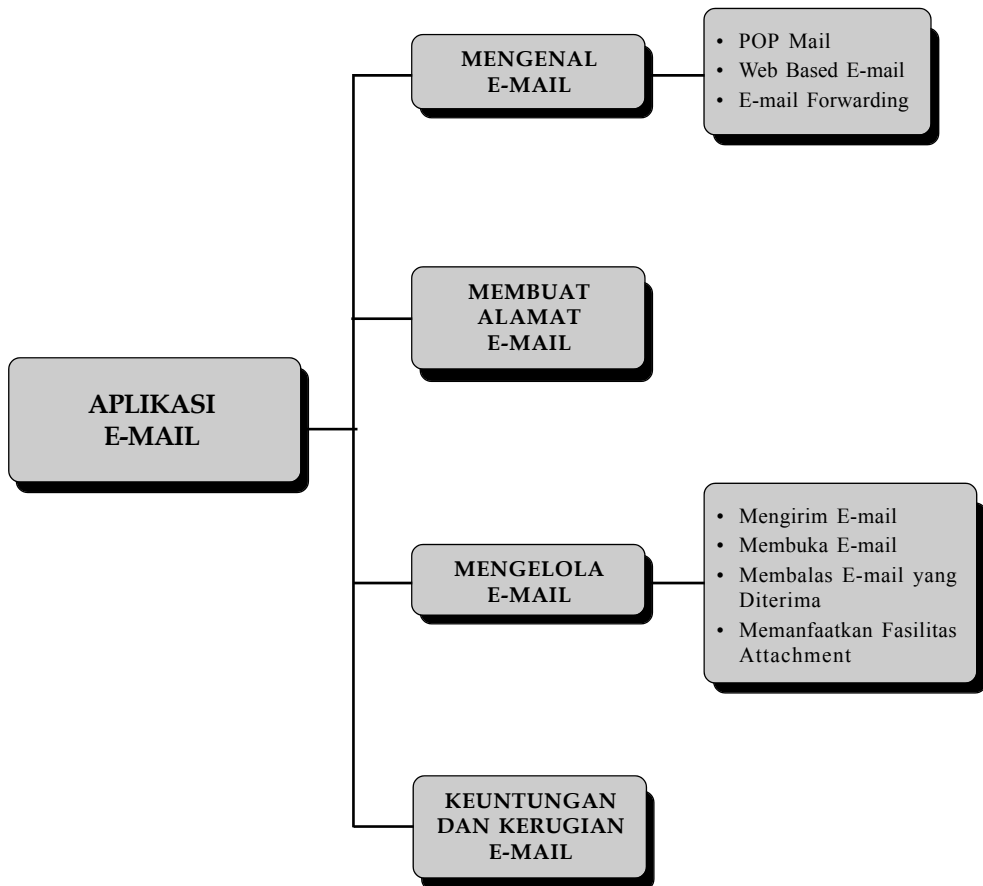 MENGENAL
E-MAIL
• POP Mail
• Web Based E-mail
• E-mail Forwarding
MEMBUAT
ALAMAT
E-MAIL
APLIKASI
E-MAIL
MENGELOLA
E-MAIL
• Mengirim E-mail
• Membuka E-mail
• Membalas E-mail yang
Diterima
• Memanfaatkan Fasilitas
Attachment
KEUNTUNGAN
DAN KERUGIAN
E-MAIL